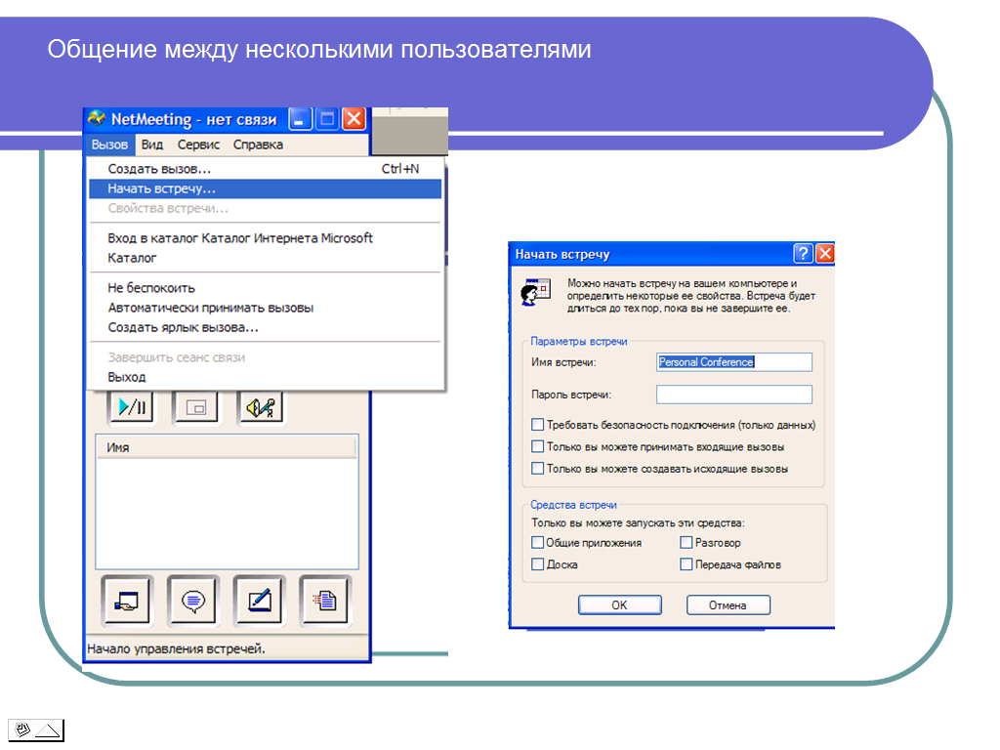 Общение между несколькими пользователями
NetMeeting - нет связи
Вызов Вид Сервис Справка
Создать вызов... Ctrl+N
Начать встречу...
Свойства встречи...
Вход в каталог Каталог Интернета Microsoft
Каталог
Не беспокоить
Автоматически принимать вызовы
Создать ярлык вызова...
Завершить сеанс связи
Выход
Имя
Начало управления встречей.
Начать встречу
Можно начать встречу на вашем компьютере и
определить некоторые ее свойства. Встреча будет
длиться до тех пор, пока вы не завершите ее.
Параметры встречи
Имя встречи: Personal Conference
Пароль встречи:
Требовать безопасность подключения (только данных)
Только вы можете принимать входящие вызовы
Только вы можете создавать исходящие вызовы
Средства встречи
Только вы можете запускать эти средства:
Общие приложения Разговор
Доска Передача файлов
OK Отмена